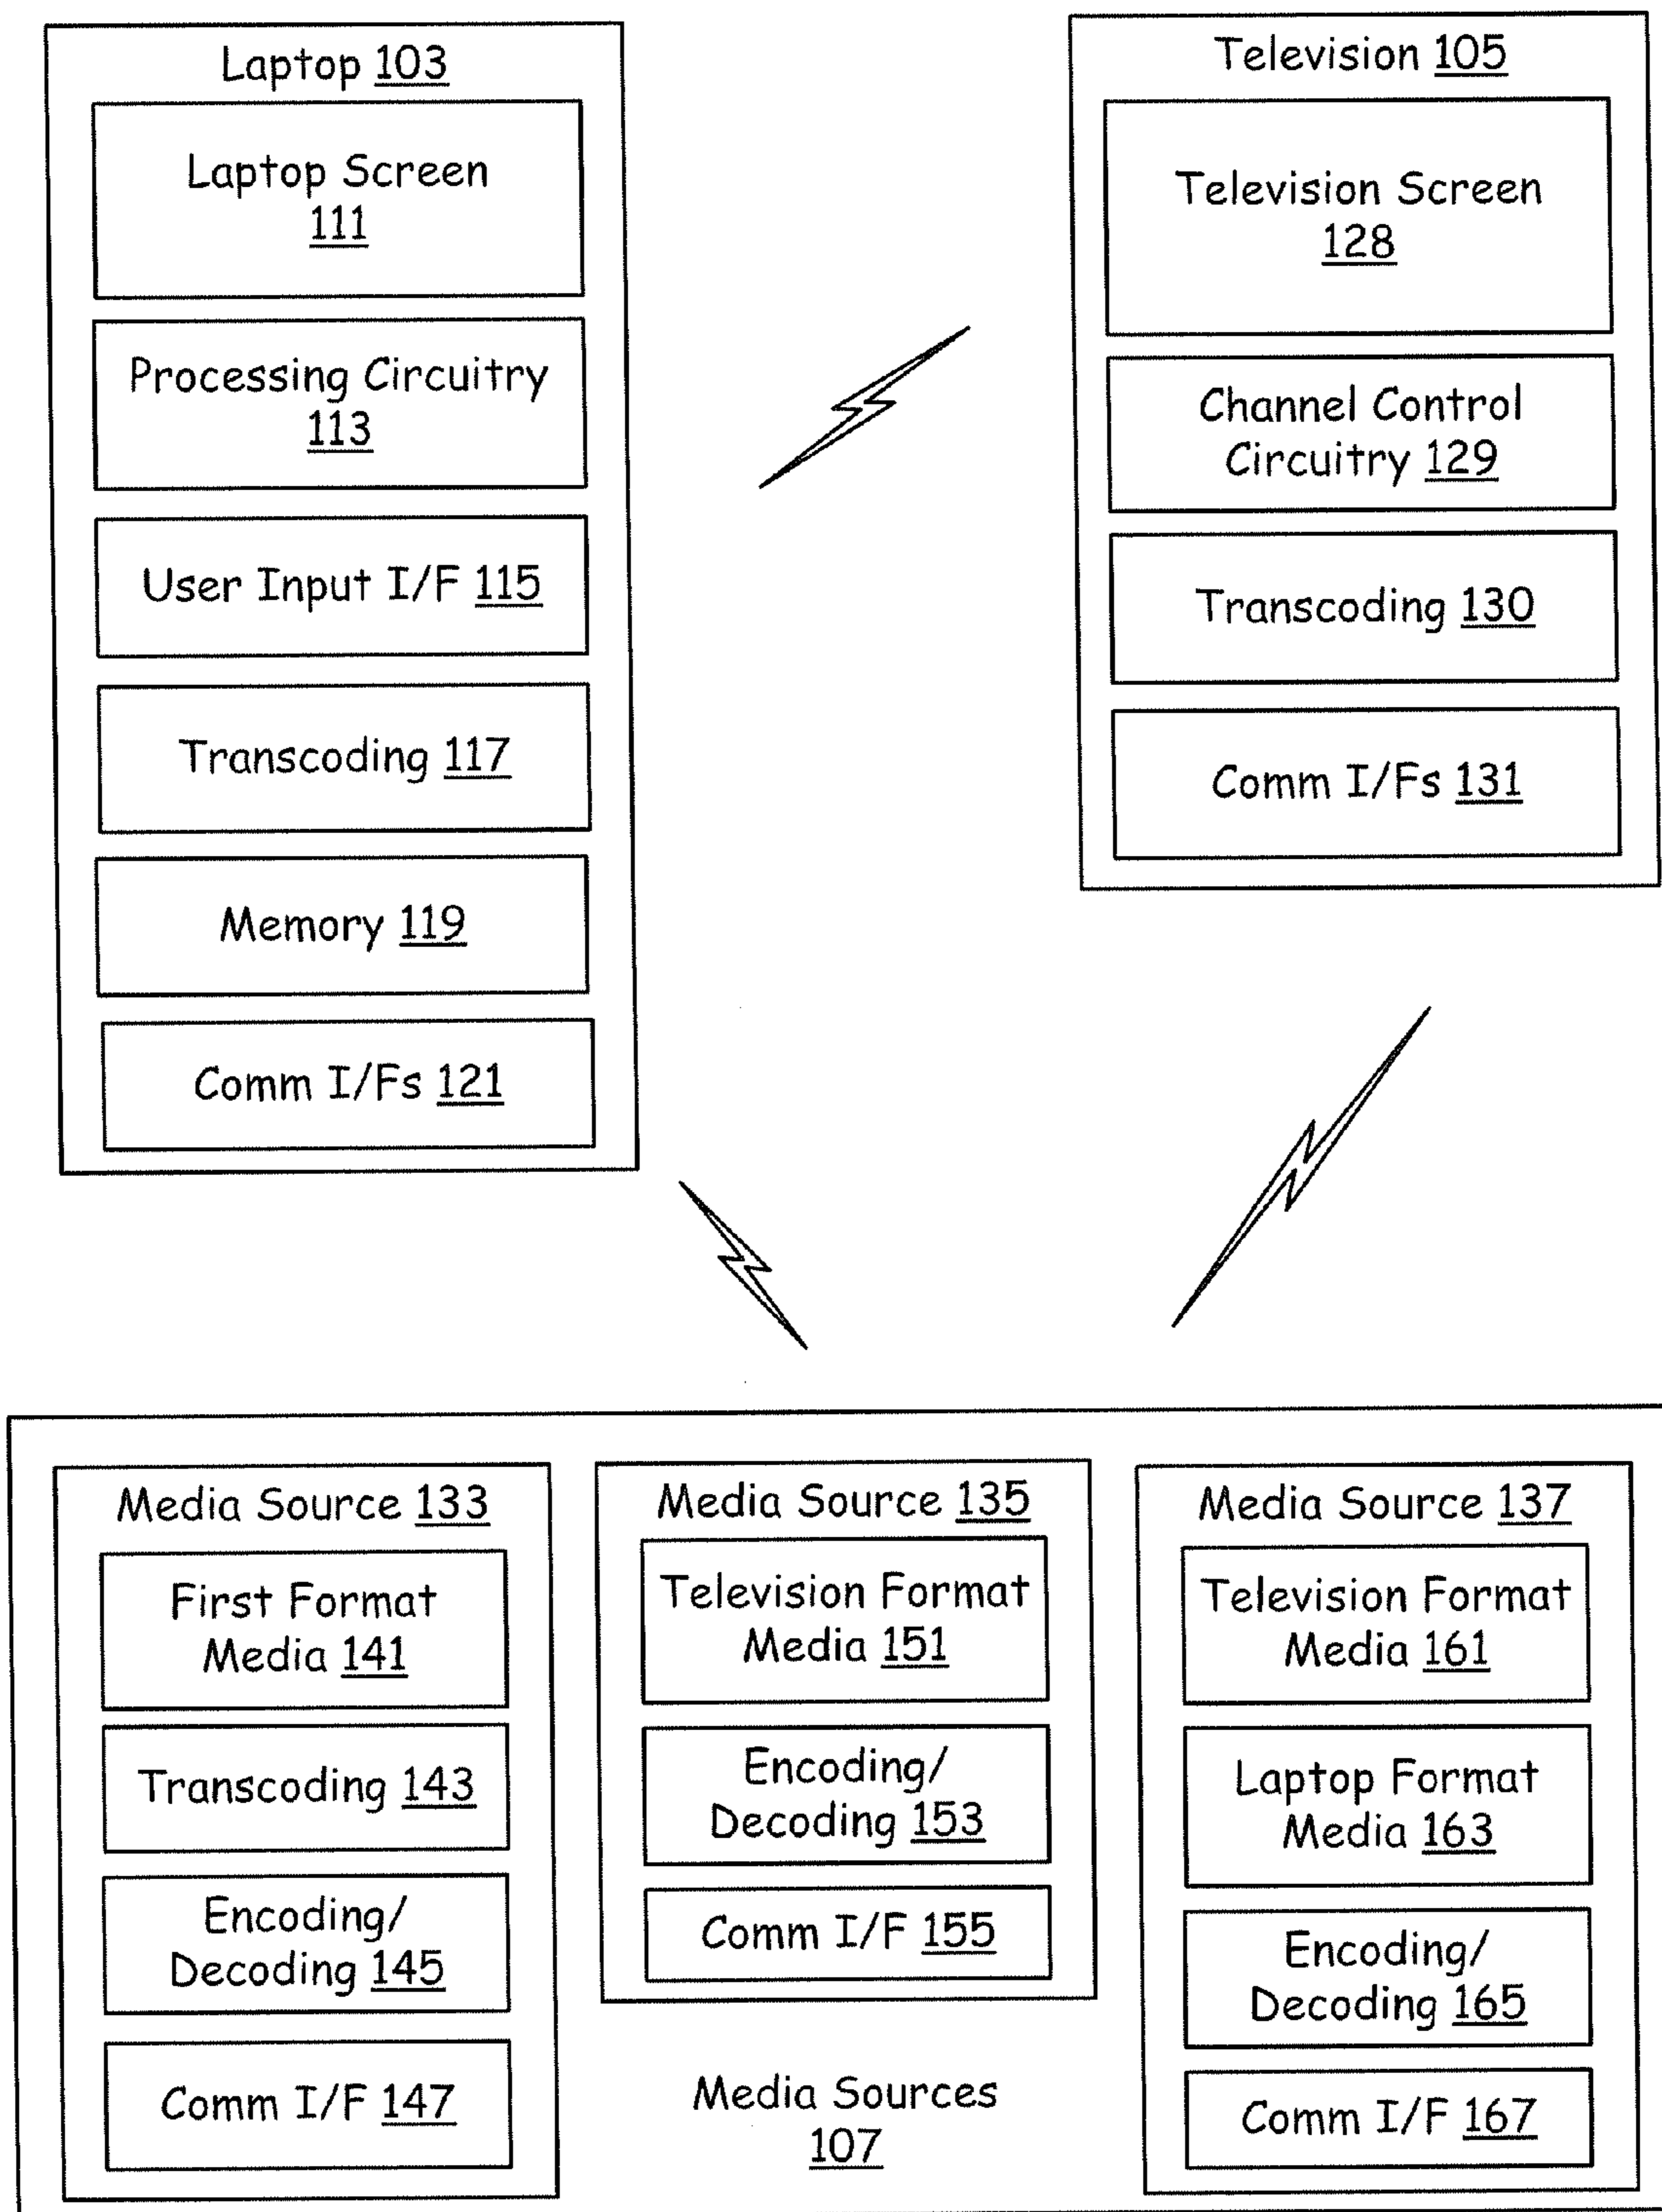 Laptop 103
Laptop Screen
111
Processing Circuitry
113
User Input I/F 115
Transcoding 117
Memory 119
Comm I/Fs 121
Television 105
Television Screen
128
Channel Control
Circuitry 129
Transcoding 130
Comm I/Fs 131
Media Source 133
First Format
Media 141
Transcoding 143
Encoding/
Decoding 145
Comm I/F 147
Media Source 135
Television Format
Media 151
Encoding/
Decoding 153
Comm I/F 155
Media Sources
107
Media Source 137
Television Format
Media 161
Laptop Format
Media 163
Encoding/
Decoding 165
Comm I/F 167